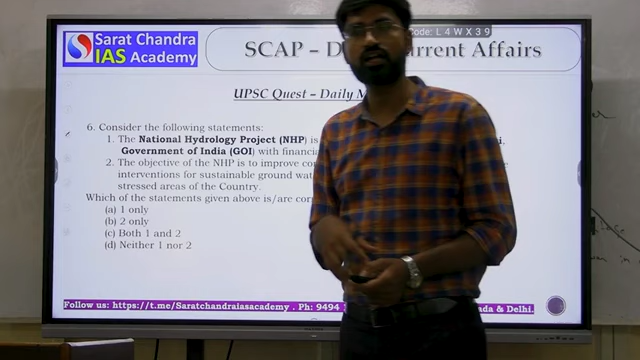 Sarat Chandra
IAS Academy
SCAP – D urrent Affairs
Code: L4WX39
UPSC Quest – Daily M
6. Consider the following statements:
1. The National Hydrology Project (NHP) is
Government of India (GOI) with financi
2. The objective of the NHP is to improve co
interventions for sustainable ground wat
stressed areas of the Country.
Which of the statements given above is/are cor
(a) 1 only
(b) 2 only
(c) Both 1 and 2
(d) Neither 1 nor 2
Follow us: https://t.me/Saratchandraiasacademy . Ph: 9494 ada & Delhi.